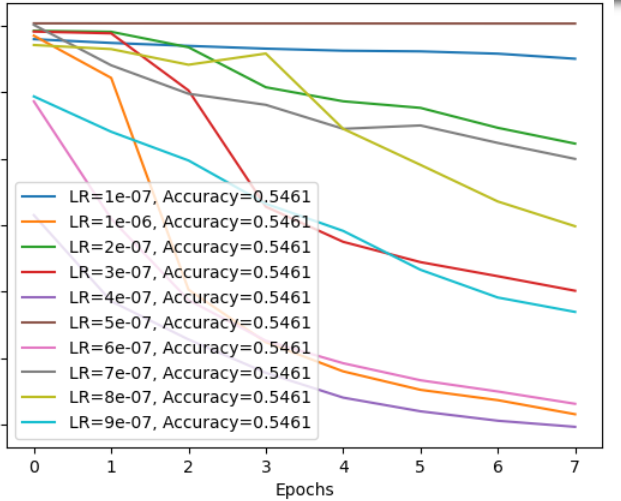 LR=1e-07, Accuracy=0.5461
LR=1e-06, Accuracy=0.5461
LR=2e-07, Accuracy=0.5461
LR=3e-07, Accuracy=0.5461
LR=4e-07, Accuracy=0.5461
LR=5e-07, Accuracy=0.5461
LR=6e-07, Accuracy=0.5461
LR=7e-07, Accuracy=0.5461
LR=8e-07, Accuracy=0.5461
LR=9e-07, Accuracy=0.5461
0 1 2 3 4 5 6 7
Epochs